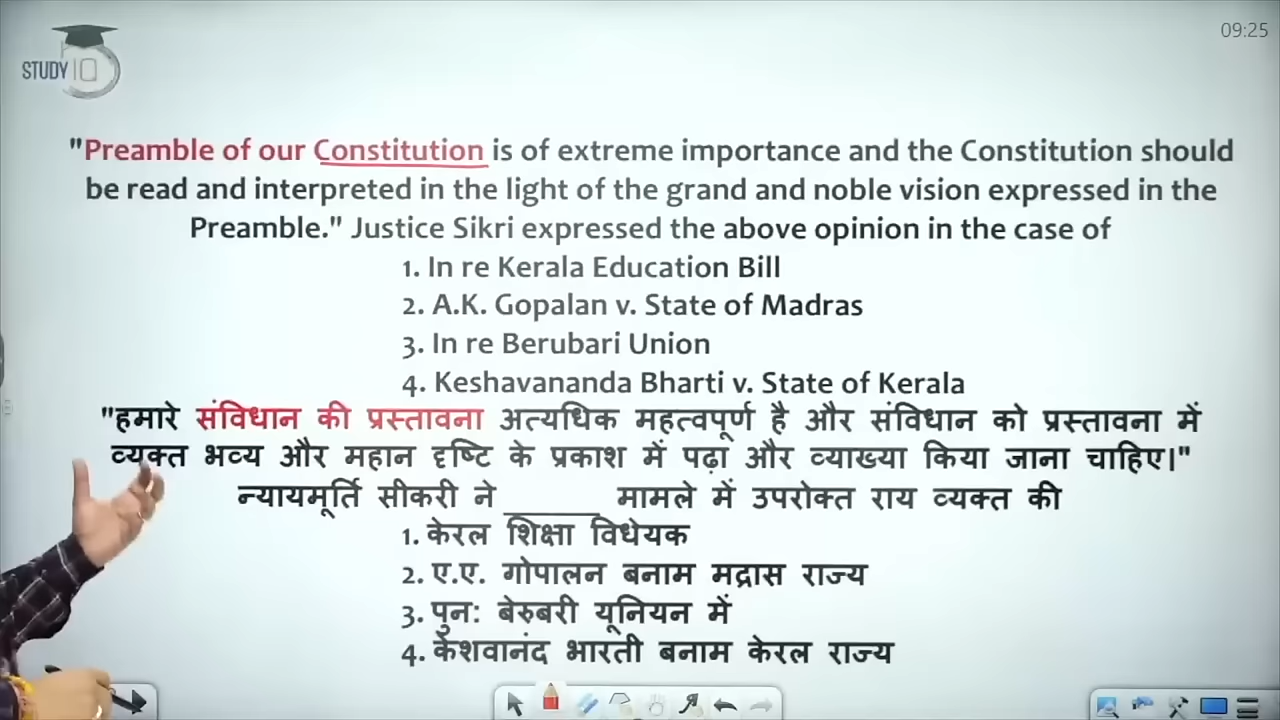 STUDY IQ
09:25
"Preamble of our Constitution is of extreme importance and the Constitution should
be read and interpreted in the light of the grand and noble vision expressed in the
Preamble." Justice Sikri expressed the above opinion in the case of
1. In re Kerala Education Bill
2. A.K. Gopalan v. State of Madras
3. In re Berubari Union
4. Keshavananda Bharti v. State of Kerala
"हमारे संविधान की प्रस्तावना अत्यधिक महत्वपूर्ण है और संविधान को प्रस्तावना में
व्यक्त भव्य और महान दृष्टि के प्रकाश में पढ़ा और व्याख्या किया जाना चाहिए।"
न्यायमूर्ति सीकरी ने ______ मामले में उपरोक्त राय व्यक्त की
1. केरल शिक्षा विधेयक
2. ए.ए. गोपालन बनाम मद्रास राज्य
3. पुन: बेरुबरी यूनियन में
4. केशवानंद भारती बनाम केरल राज्य